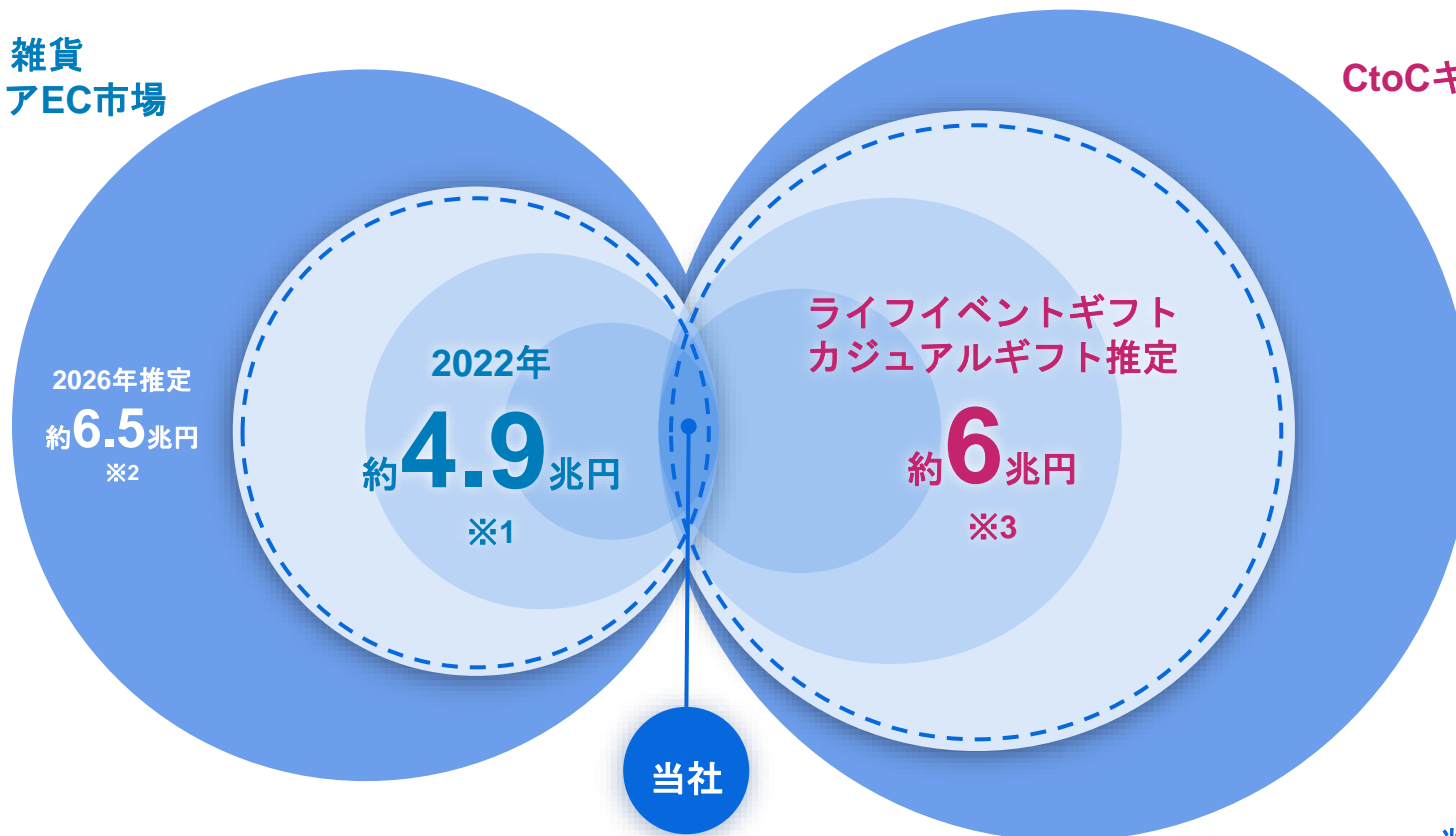 雑貨
アEC市場
CtoCギ
2026年推定
約6.5兆円
※2
2022年
約4.9兆円
※1
ライフイベントギフト
カジュアルギフト推定
約6兆円
※3
当社